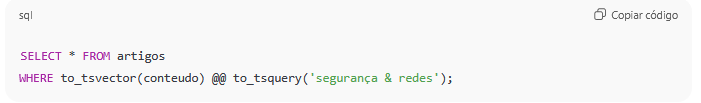 sql
Copiar código
SELECT * FROM artigos
WHERE to_tsvector(conteudo) @@ to_tsquery('segurança & redes');